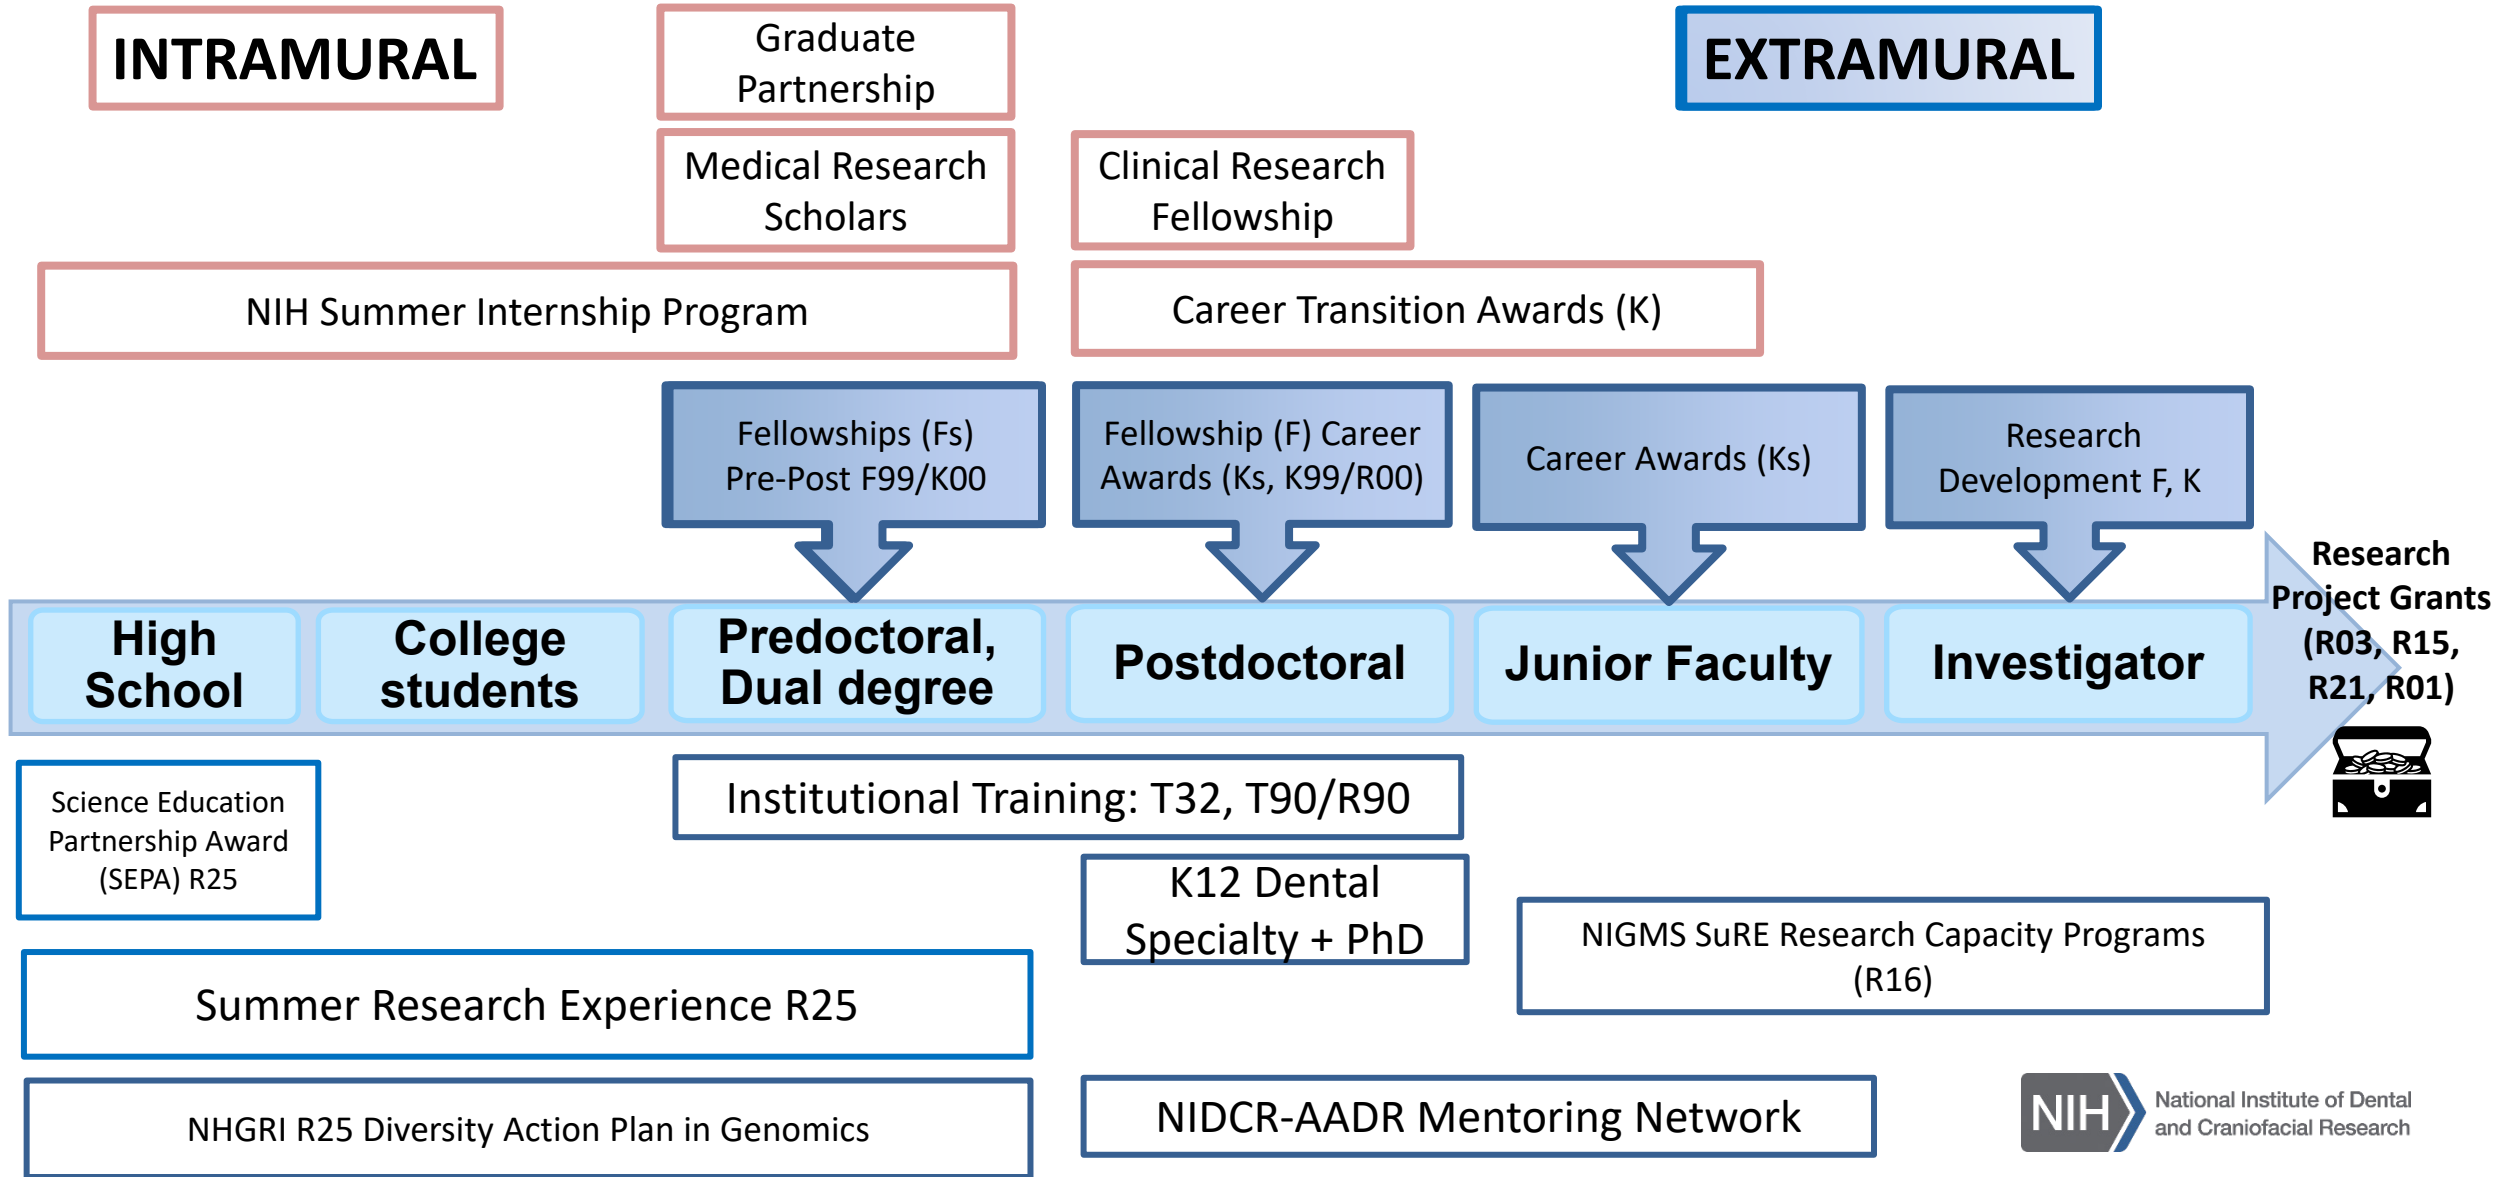 INTRAMURAL
Graduate
Partnership
EXTRAMURAL
Medical Research
Scholars
Clinical Research
Fellowship
NIH Summer Internship Program
Career Transition Awards (K)
Fellowships (Fs)
Pre-Post F99/K00
Fellowship (F) Career
Awards (Ks, K99/R00)
Career Awards (Ks)
Research
Development F, K
High
School
College
students
Predoctoral,
Dual degree
Postdoctoral
Junior Faculty
Investigator
Research
Project Grants
(R03, R15,
R21, R01)
Science Education
Partnership Award
(SEPA) R25
Institutional Training: T32, T90/R90
K12 Dental
Specialty + PhD
NIGMS SuRE Research Capacity Programs
(R16)
Summer Research Experience R25
NHGRI R25 Diversity Action Plan in Genomics
NIDCR-AADR Mentoring Network
NIH
National Institute of Dental
and Craniofacial Research